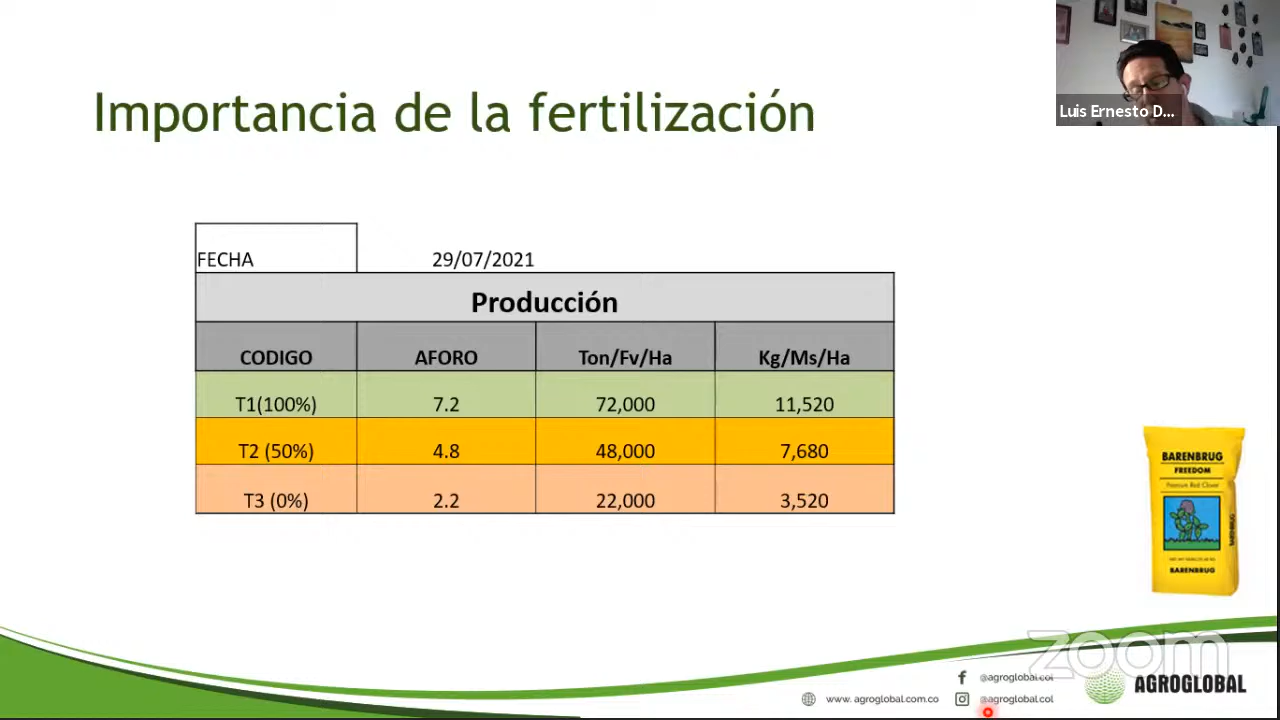 Luis Ernesto D...
Importancia de la fertilización
FECHA 29/07/2021
Producción
CODIGO AFORO Ton/Fv/Ha Kg/Ms/Ha
T1(100%) 7.2 72,000 11,520
T2 (50%) 4.8 48,000 7,680
T3 (0%) 2.2 22,000 3,520
BARENBRUG
FREEDOM
Premium Red Clover
BARENBRUG
BARENBRUG
zoom
@agroglobal.col
www. agroglobal.com.co
@agroglobal.col
AGROGLOBAL